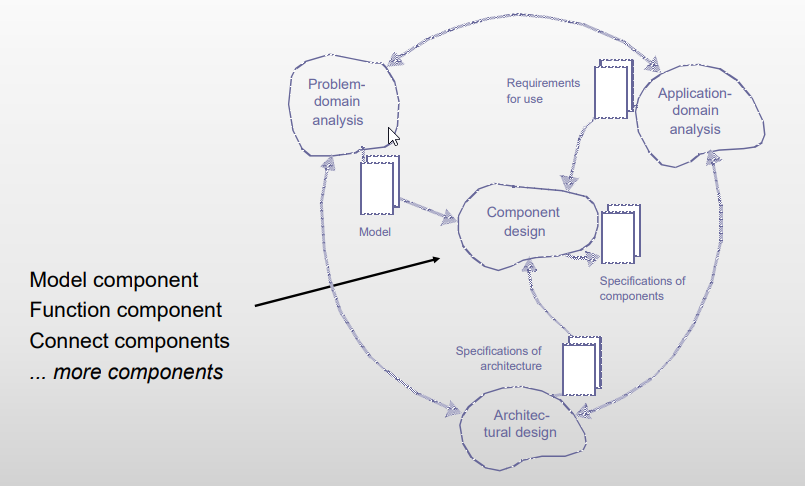 Problem-
domain
analysis
Requirements
for use
Application-
domain
analysis
Model
Component
design
Specifications of
components
Model component
Function component
Connect components
... more components
Specifications of
architecture
Architec-
tural design